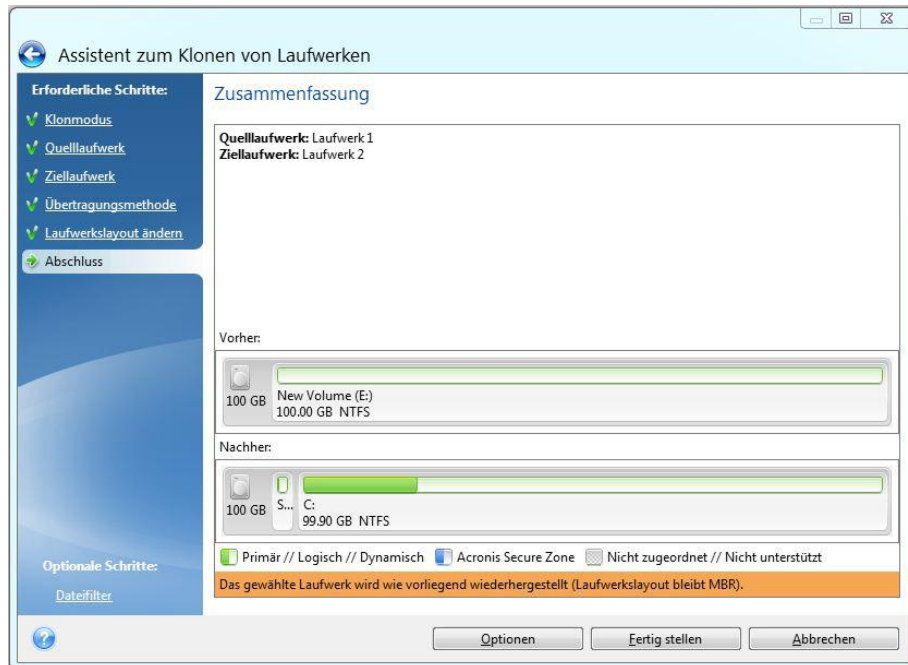 Assistent zum Klonen von Laufwerken
Erforderliche Schritte:
Klonmodus
Quelllaufwerk
Ziellaufwerk
Übertragungsmethode
Laufwerkslayout ändern
Abschluss
Optionale Schritte:
Dateifilter
Zusammenfassung
Quelllaufwerk: Laufwerk 1
Ziellaufwerk: Laufwerk 2
Vorher:
100 GB
New Volume (E:)
100.00 GB NTFS
Nachher:
100 GB
S...
C:
99.90 GB NTFS
Primär // Logisch // Dynamisch Acronis Secure Zone Nicht zugeordnet // Nicht unterstützt
Das gewählte Laufwerk wird wie vorliegend wiederhergestellt (Laufwerkslayout bleibt MBR).
Optionen Fertig stellen Abbrechen